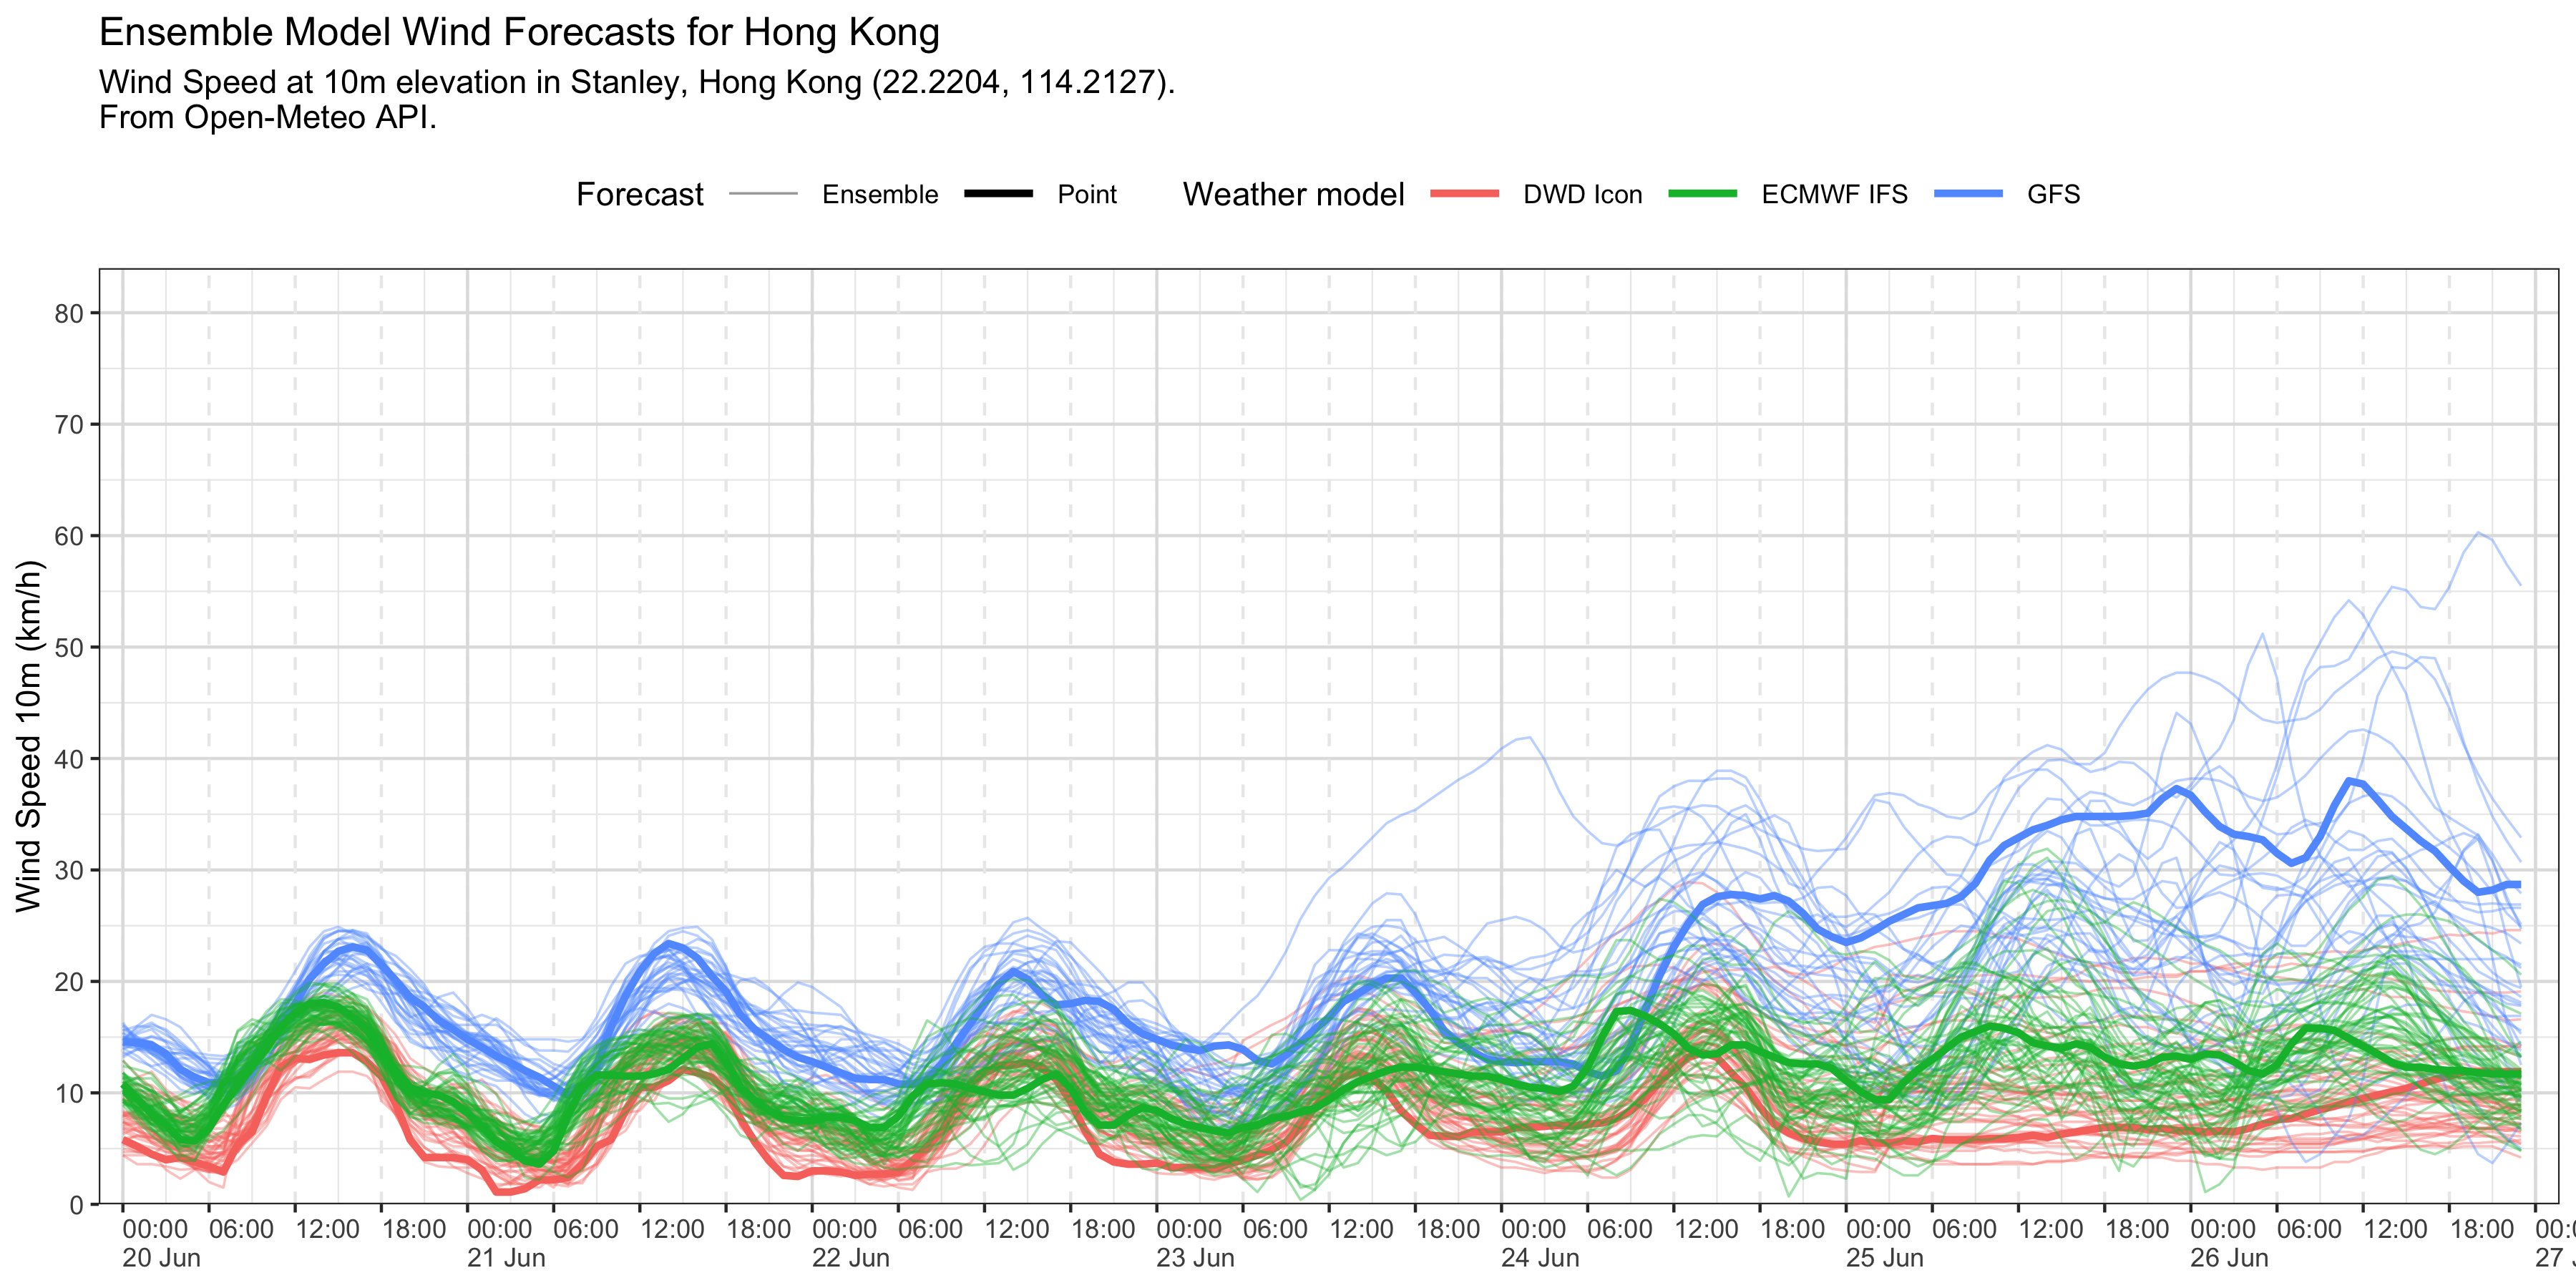 Ensemble Model Wind Forecasts for Hong Kong
Wind Speed at 10m elevation in Stanley, Hong Kong (22.2204, 114.2127).
From Open-Meteo API.
Forecast Ensemble Point Weather model DWD Icon ECMWF IFS GFS
Wind Speed 10m (km/h)
80
70
60
50
40
30
20
10
0
00:00 06:00 12:00 18:00 00:00 06:00 12:00 18:00 00:00 06:00 12:00 18:00 00:00 06:00 12:00 18:00 00:00 06:00 12:00 18:00 00:00 06:00 12:00 18:00 00:00 06:00 12:00 18:00 00:0
20 Jun 21 Jun 22 Jun 23 Jun 24 Jun 25 Jun 26 Jun 27